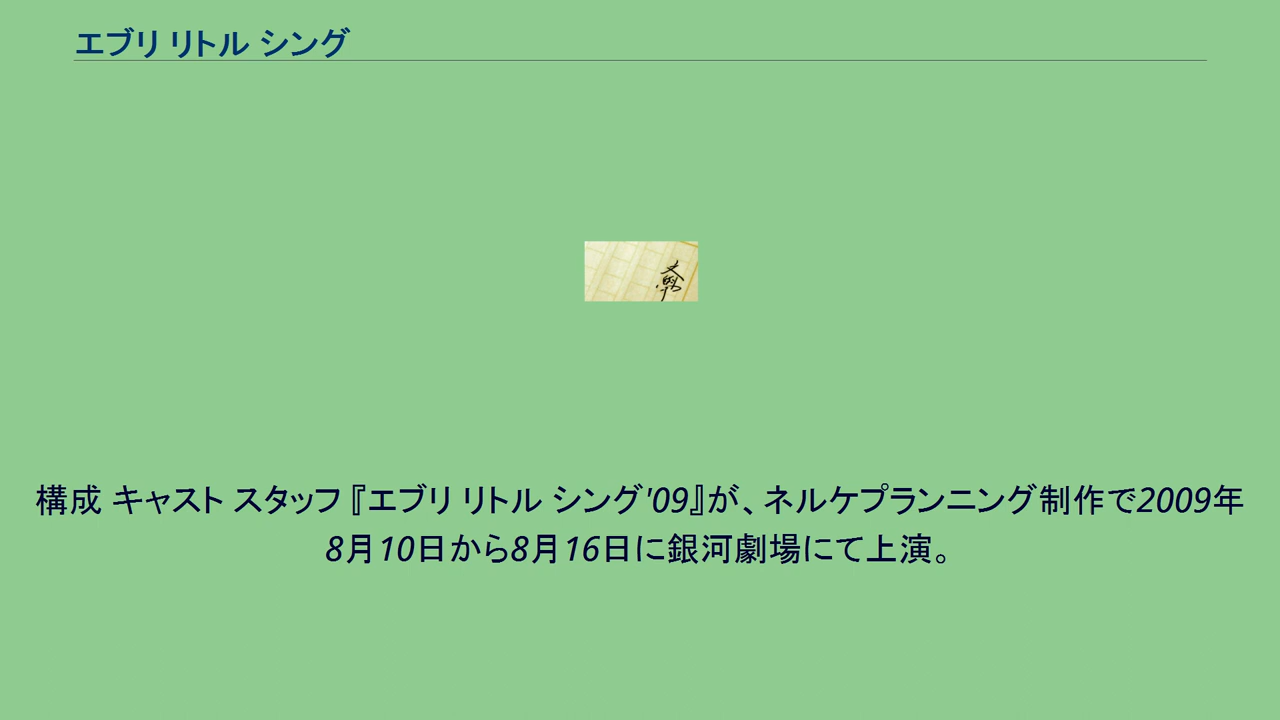 エブリ リトル シング
構成 キャスト スタッフ『エブリ リトル シング'09』が、ネルケプランニング制作で2009年
8月10日から8月16日に銀河劇場にて上演。